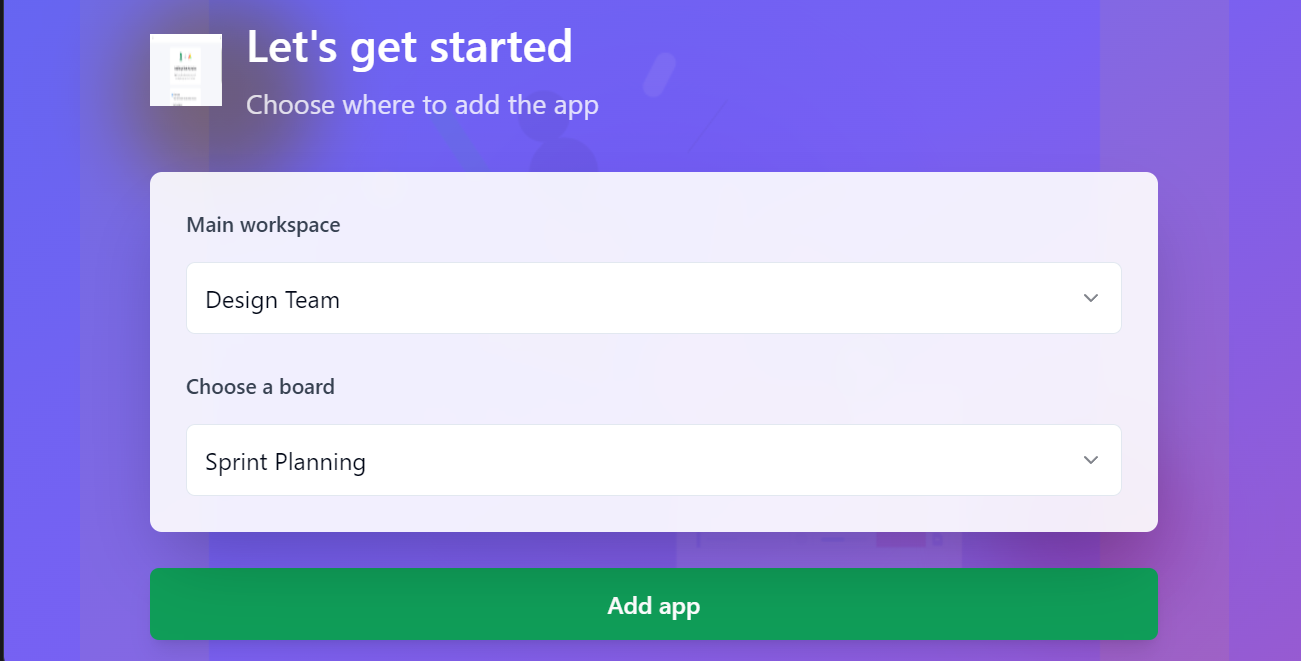 Let's get started
Choose where to add the app
Main workspace
Design Team
Choose a board
Sprint Planning
Add app